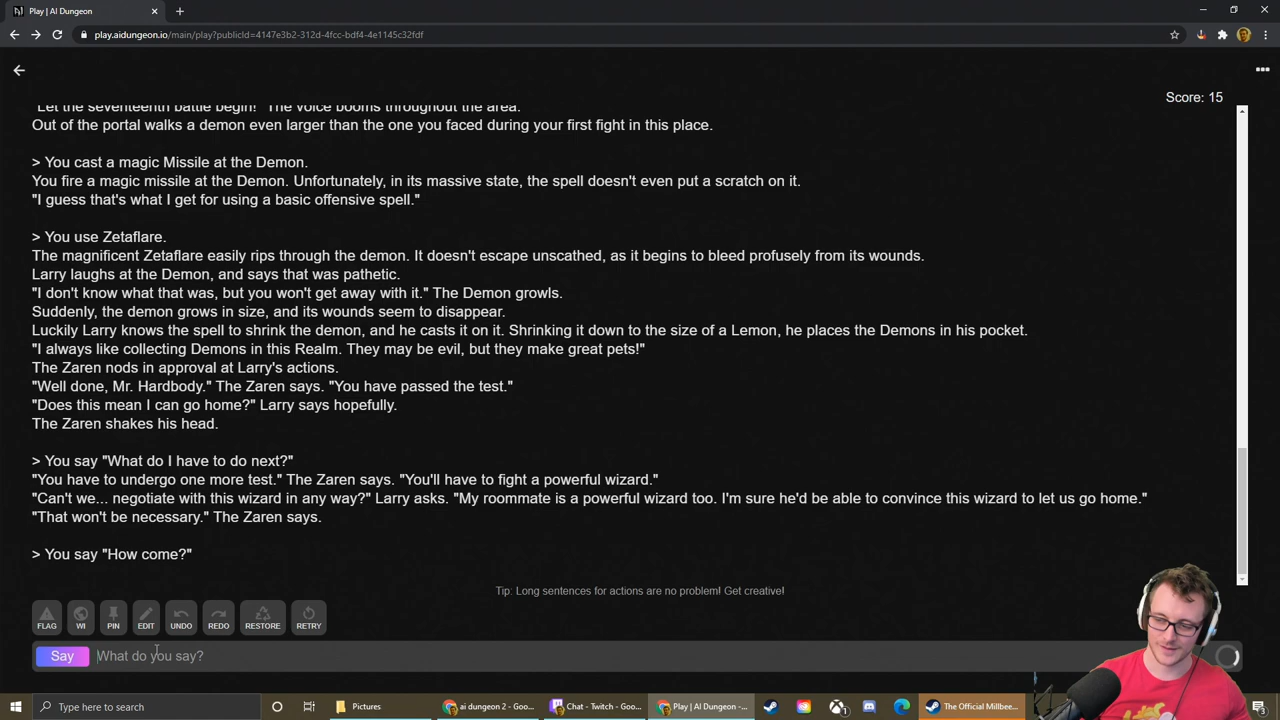 Play | AI Dungeon
play.aidungeon.io/main/play?publicId=4147e3b2-312d-4fcc-bdf4-4e1145c32fdf
Score: 15
"Let the seventeenth battle begin!" The voice booms throughout the area.
Out of the portal walks a demon even larger than the one you faced during your first fight in this place.
> You cast a magic Missile at the Demon.
You fire a magic missile at the Demon. Unfortunately, in its massive state, the spell doesn't even put a scratch on it.
"I guess that's what I get for using a basic offensive spell."
> You use Zetaflare.
The magnificent Zetaflare easily rips through the demon. It doesn't escape unscathed, as it begins to bleed profusely from its wounds.
Larry laughs at the Demon, and says that was pathetic.
"I don't know what that was, but you won't get away with it." The Demon growls.
Suddenly, the demon grows in size, and its wounds seem to disappear.
Luckily Larry knows the spell to shrink the demon, and he casts it on it. Shrinking it down to the size of a Lemon, he places the Demons in his pocket.
"I always like collecting Demons in this Realm. They may be evil, but they make great pets!"
The Zaren nods in approval at Larry's actions.
"Well done, Mr. Hardbody." The Zaren says. "You have passed the test."
"Does this mean I can go home?" Larry says hopefully.
The Zaren shakes his head.
> You say "What do I have to do next?"
"You have to undergo one more test." The Zaren says. "You'll have to fight a powerful wizard."
"Can't we... negotiate with this wizard in any way?" Larry asks. "My roommate is a powerful wizard too. I'm sure he'd be able to convince this wizard to let us go home."
"That won't be necessary." The Zaren says.
> You say "How come?"
Tip: Long sentences for actions are no problem! Get creative!
FLAG WI PIN EDIT UNDO REDO RESTORE RETRY
Say What do you say?
Type here to search Pictures ai dungeon 2 - Goo... Chat - Twitch - Goo... Play | AI Dungeon -... The Official Millbee...